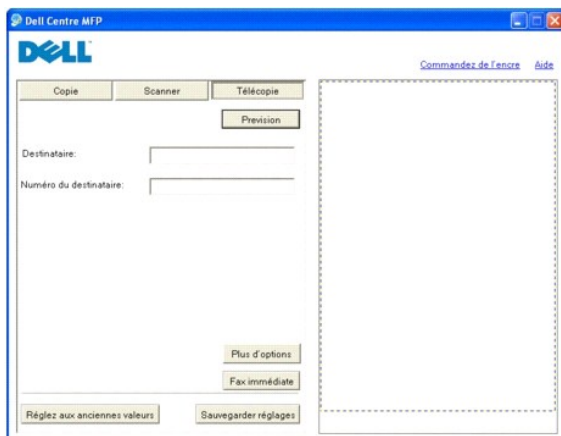 Dell Centre MFP
DELL™
Commandez de l'encre Aide
Copie Scanner Télécopie
Prevision
Destinataire:
Numéro du destinataire:
Plus d'options
Fax immédiate
Réglez aux anciennes valeurs Sauvegarder réglages